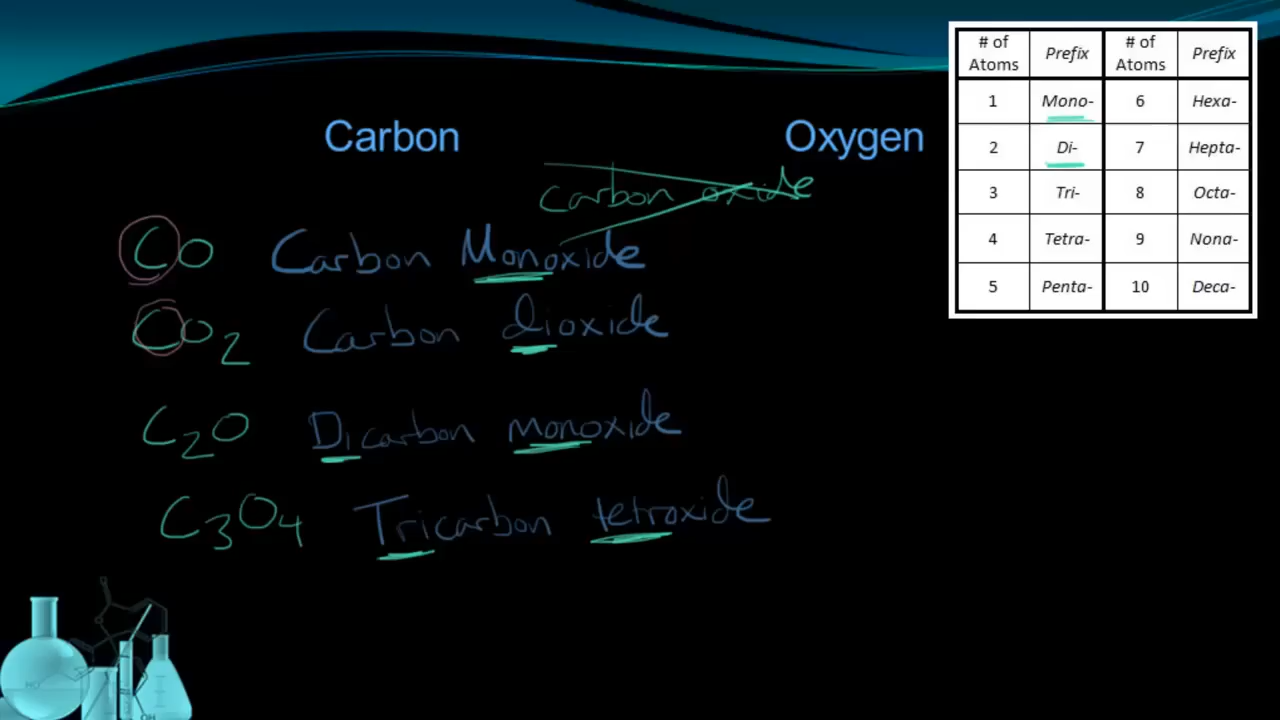 Carbon Oxygen
carbon oxide
CO Carbon Monoxide
CO2 Carbon dioxide
C2O Dicarbon monoxide
C3O4 Tricarbon tetroxide
# of Atoms Prefix # of Atoms Prefix
1 Mono- 6 Hexa-
2 Di- 7 Hepta-
3 Tri- 8 Octa-
4 Tetra- 9 Nona-
5 Penta- 10 Deca-
OH